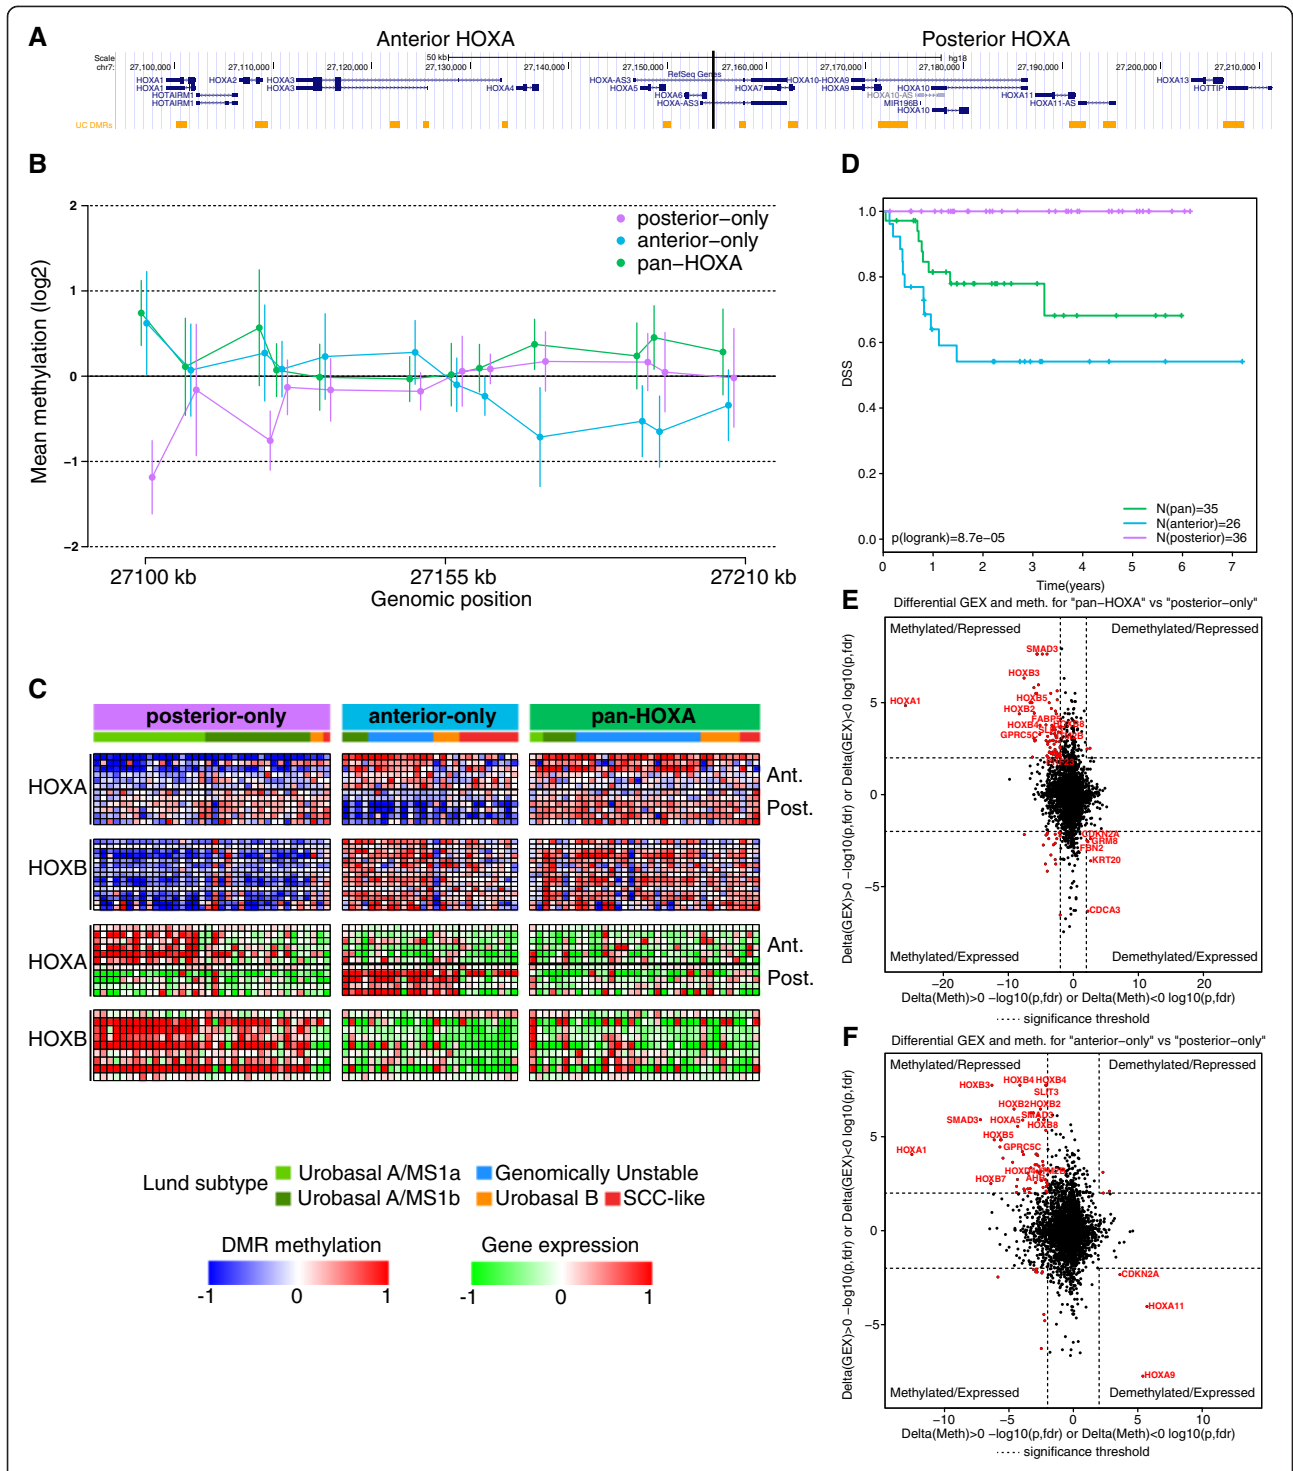 A
Anterior HOXA
Posterior HOXA
Scale
50 kb
hg18
chr7:
27,100,000
27,110,000
27,120,000
27,130,000
27,140,000
27,150,000
27,160,000
27,170,000
27,180,000
27,190,000
27,200,000
27,210,000
RefSeq Genes
HOXA1
HOXA2
HOXA3
HOXA-AS3
HOXA10-HOXA9
HOXA13
HOXA1
HOXA3
HOXA4
HOXA5
HOXA7
HOXA9
HOXA10
HOTTIP
HOTAIRM1
HOXA6
HOXA10-AS
HOXA11
HOTAIRM1
HOXA-AS3
MIR196B
HOXA11-AS
HOXA10
UC DMRs
B
Mean methylation (log2)
2
1
0
−1
−2
posterior−only
anterior−only
pan−HOXA
27100 kb
27155 kb
27210 kb
Genomic position
C
posterior-only
anterior-only
pan-HOXA
HOXA
Ant.
Post.
HOXB
HOXA
Ant.
Post.
HOXB
Lund subtype
Urobasal A/MS1a
Genomically Unstable
Urobasal A/MS1b
Urobasal B
SCC-like
DMR methylation
-1
0
1
Gene expression
-1
0
1
D
DSS
1.0
0.8
0.6
0.4
0.2
0.0
p(logrank)=8.7e−05
N(pan)=35
N(anterior)=26
N(posterior)=36
0
1
2
3
4
5
6
7
Time(years)
E
Differential GEX and meth. for "pan−HOXA" vs "posterior−only"
Delta(GEX)>0 −log10(p,fdr) or Delta(GEX)<0 log10(p,fdr)
Methylated/Repressed
Demethylated/Repressed
5
0
−5
SMAD3
HOXB3
HOXA1
HOXB5
HOXB2
HOXB4
GPRC5C
CDKN2A
GRM8
FBN2
KRT20
CDCA3
Methylated/Expressed
Demethylated/Expressed
−20
−10
0
10
20
Delta(Meth)>0 −log10(p,fdr) or Delta(Meth)<0 log10(p,fdr)
significance threshold
F
Differential GEX and meth. for "anterior−only" vs "posterior−only"
Delta(GEX)>0 −log10(p,fdr) or Delta(GEX)<0 log10(p,fdr)
Methylated/Repressed
Demethylated/Repressed
5
0
−5
HOXB3
HOXB4
HOXB4
SLIT3
HOXB2
HOXB2
SMAD3
HOXA5
SMAD3
HOXB8
HOXB5
HOXA1
GPRC5C
HOXD4
HOXB7
CDKN2A
HOXA11
HOXA9
Methylated/Expressed
Demethylated/Expressed
−10
−5
0
5
10
Delta(Meth)>0 −log10(p,fdr) or Delta(Meth)<0 log10(p,fdr)
significance threshold